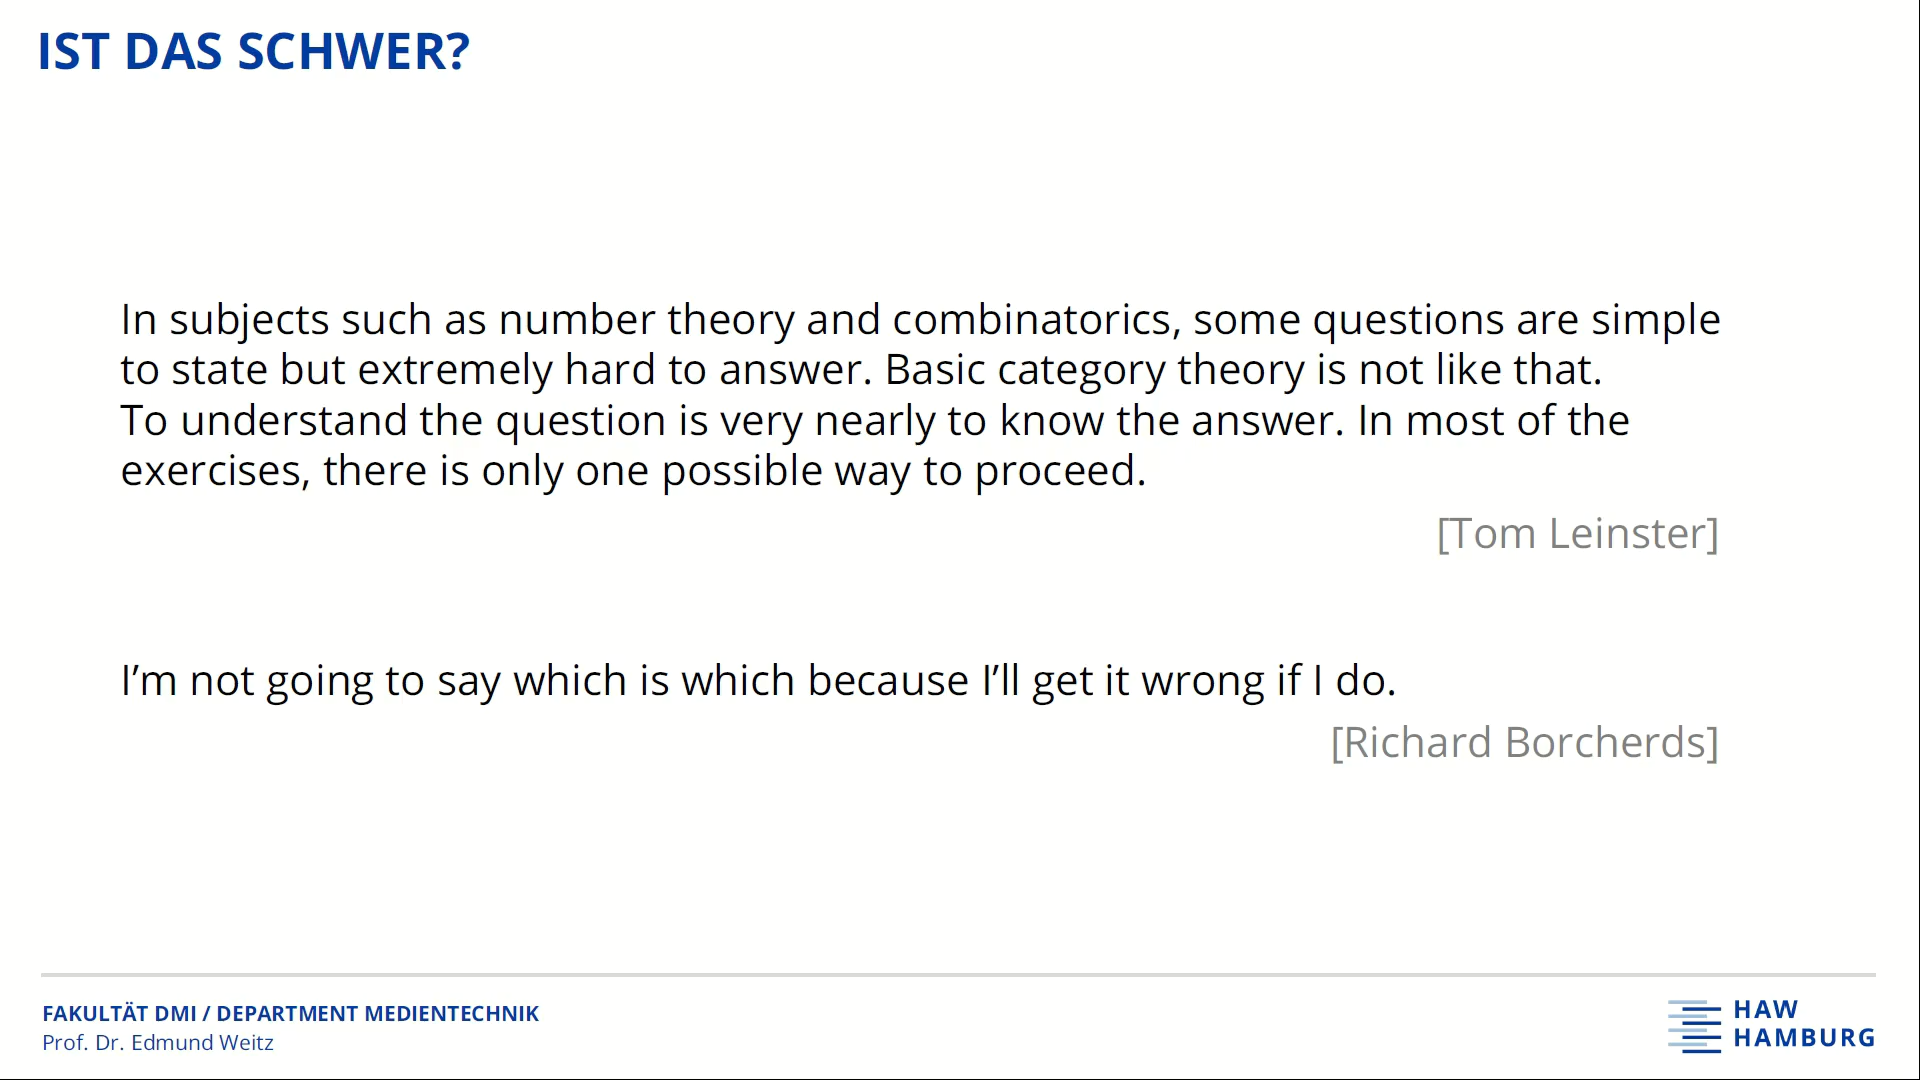 IST DAS SCHWER?
In subjects such as number theory and combinatorics, some questions are simple
to state but extremely hard to answer. Basic category theory is not like that.
To understand the question is very nearly to know the answer. In most of the
exercises, there is only one possible way to proceed.
[Tom Leinster]
I’m not going to say which is which because I’ll get it wrong if I do.
[Richard Borcherds]
FAKULTÄT DMI / DEPARTMENT MEDIENTECHNIK
Prof. Dr. Edmund Weitz
HAW
HAMBURG